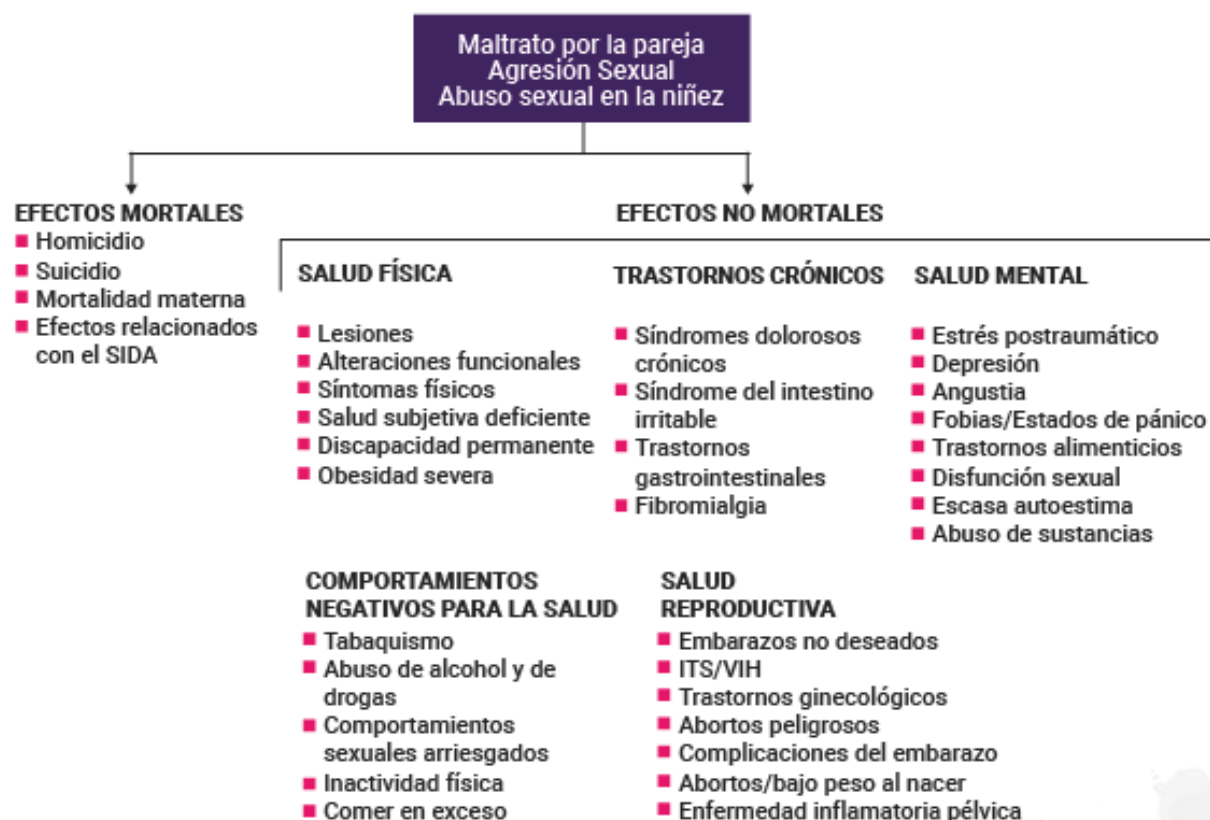 Maltrato por la pareja
Agresión Sexual
Abuso sexual en la niñez
EFECTOS MORTALES
Homicidio
Suicidio
Mortalidad materna
Efectos relacionados
con el SIDA
EFECTOS NO MORTALES
SALUD FÍSICA
Lesiones
Alteraciones funcionales
Síntomas físicos
Salud subjetiva deficiente
Discapacidad permanente
Obesidad severa
TRASTORNOS CRÓNICOS
Síndromes dolorosos
crónicos
Síndrome del intestino
irritable
Trastornos
gastrointestinales
Fibromialgia
SALUD MENTAL
Estrés postraumático
Depresión
Angustia
Fobias/Estados de pánico
Trastornos alimenticios
Disfunción sexual
Escasa autoestima
Abuso de sustancias
COMPORTAMIENTOS
NEGATIVOS PARA LA SALUD
Tabaquismo
Abuso de alcohol y de
drogas
Comportamientos
sexuales arriesgados
Inactividad física
Comer en exceso
SALUD
REPRODUCTIVA
Embarazos no deseados
ITS/VIH
Trastornos ginecológicos
Abortos peligrosos
Complicaciones del embarazo
Abortos/bajo peso al nacer
Enfermedad inflamatoria pélvica